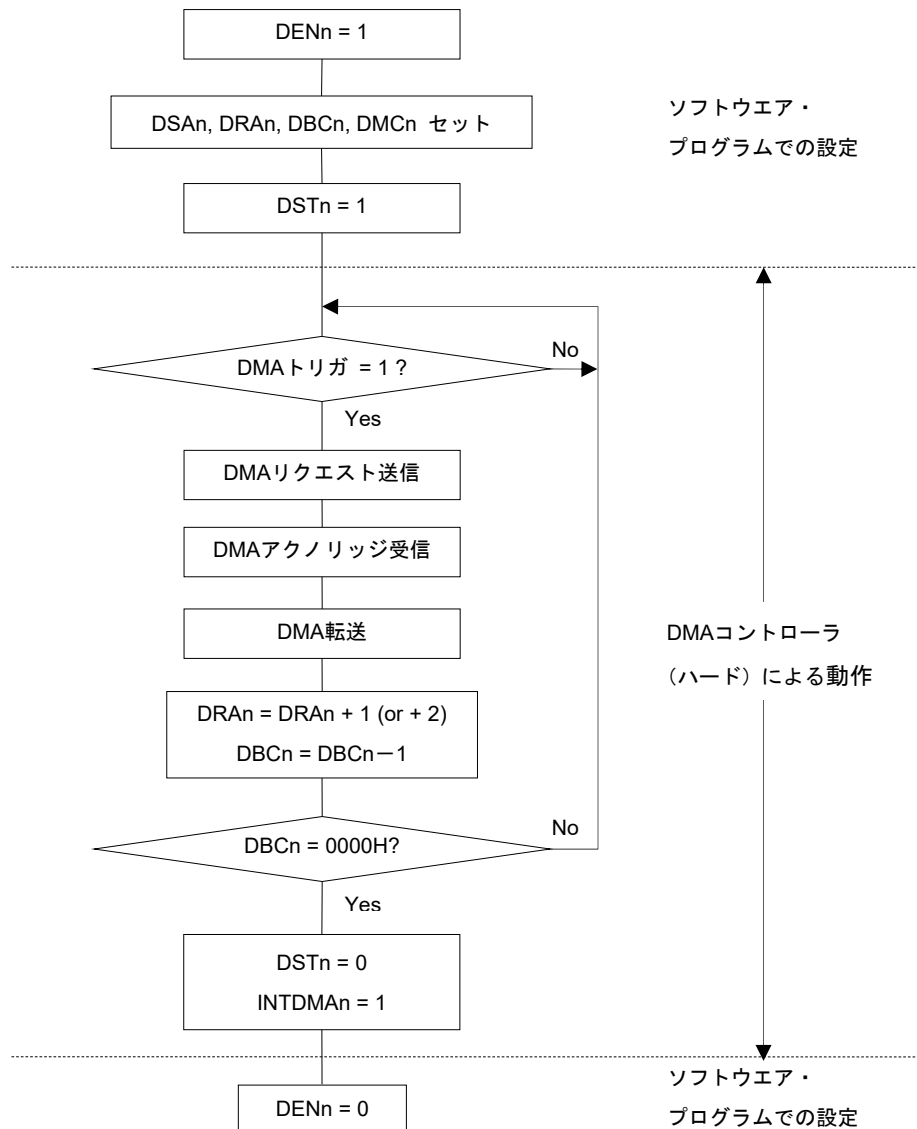 DENn = 1
DSAn, DRAn, DBCn, DMCn セット
ソフトウエア・
プログラムでの設定
DSTn = 1
DMAトリガ = 1 ?
No
Yes
DMAリクエスト送信
DMAアクノリッジ受信
DMA転送
DMAコントローラ
（ハード）による動作
DRAn = DRAn + 1 (or + 2)
DBCn = DBCn－1
DBCn = 0000H?
No
Yes
DSTn = 0
INTDMAn = 1
DENn = 0
ソフトウエア・
プログラムでの設定